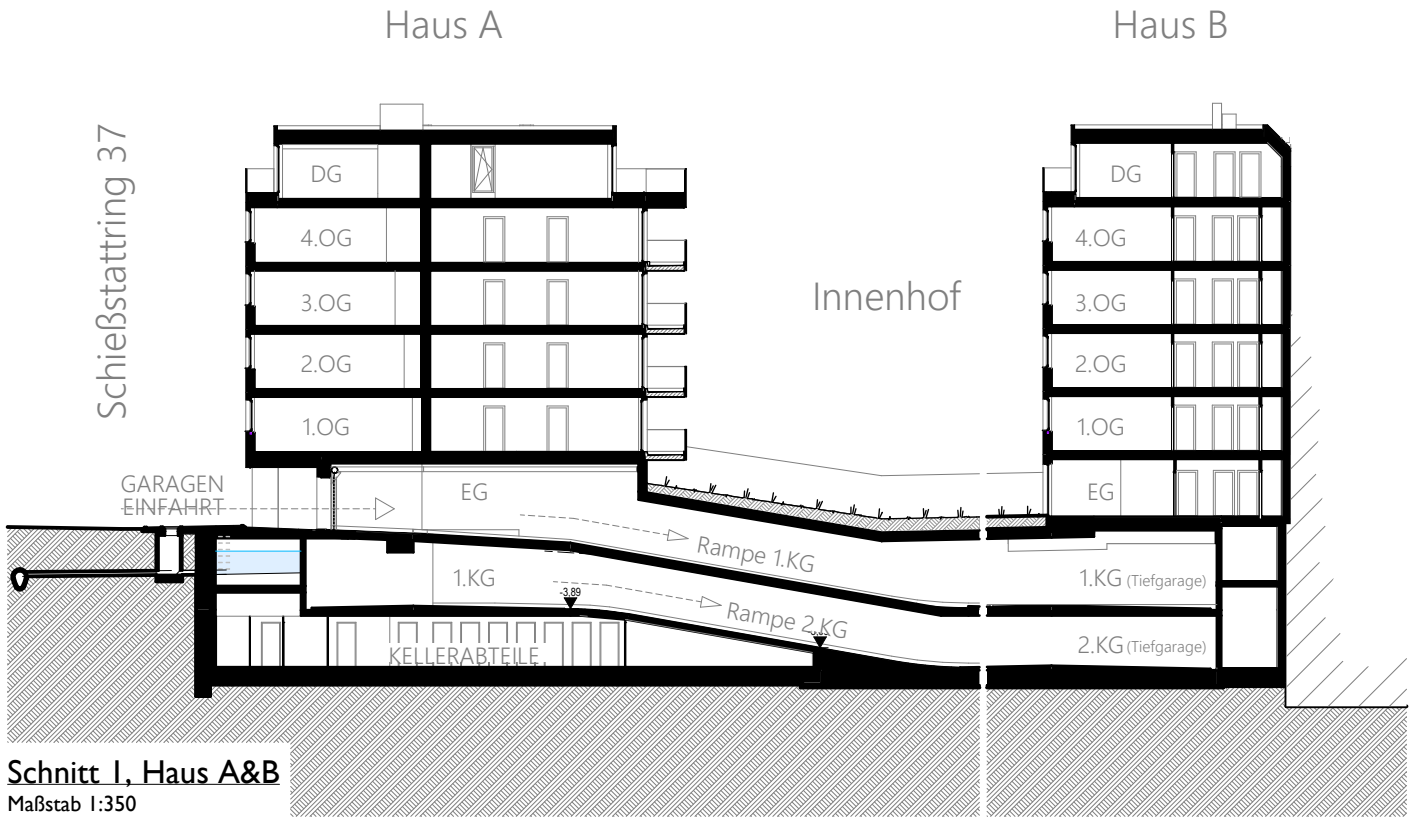 Haus A
Haus B
Schießstattring 37
DG
DG
4.OG
4.OG
3.OG
3.OG
Innenhof
2.OG
2.OG
1.OG
1.OG
GARAGEN
EINFAHRT
EG
EG
Rampe 1.KG
1.KG
1.KG (Tiefgarage)
-3,89
Rampe 2.KG
2.KG (Tiefgarage)
KELLERABTEILE
Schnitt 1, Haus A&B
Maßstab 1:350